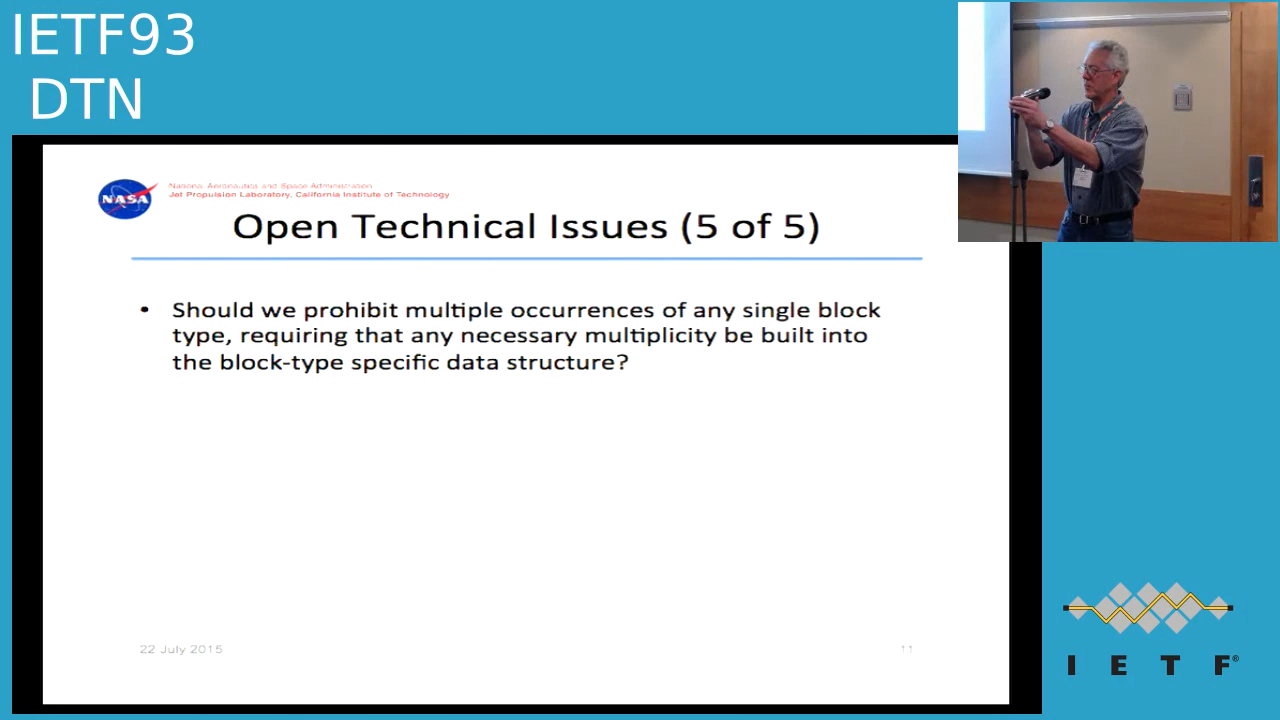 IETF93
DTN
NASA
National Aeronautics and Space Administration
Jet Propulsion Laboratory, California Institute of Technology
Open Technical Issues (5 of 5)
• Should we prohibit multiple occurrences of any single block
type, requiring that any necessary multiplicity be built into
the block-type specific data structure?
22 July 2015
11
I E T F®